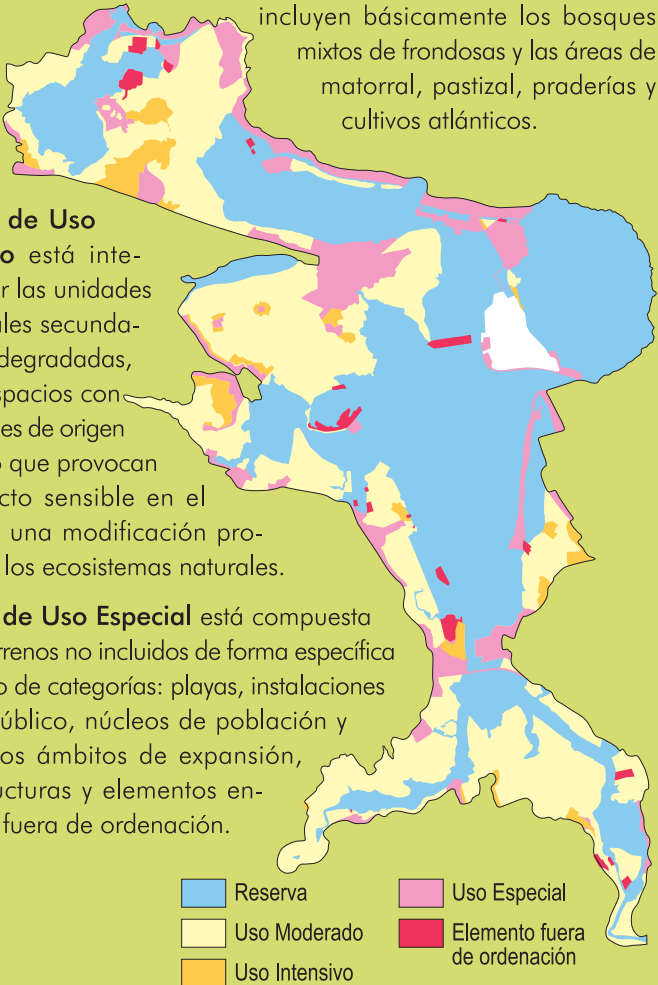 incluyen básicamente los bosques
mixtos de frondosas y las áreas de
matorral, pastizal, praderías y
cultivos atlánticos.
de Uso
o está inte-
r las unidades
ales secunda-
degradadas,
spacios con
es de origen
o que provocan
cto sensible en el
una modificación pro-
los ecosistemas naturales.
de Uso Especial está compuesta
rrenos no incluidos de forma específica
o de categorías: playas, instalaciones
úblico, núcleos de población y
os ámbitos de expansión,
ucturas y elementos en-
fuera de ordenación.
Reserva
Uso Moderado
Uso Intensivo
Uso Especial
Elemento fuera
de ordenación